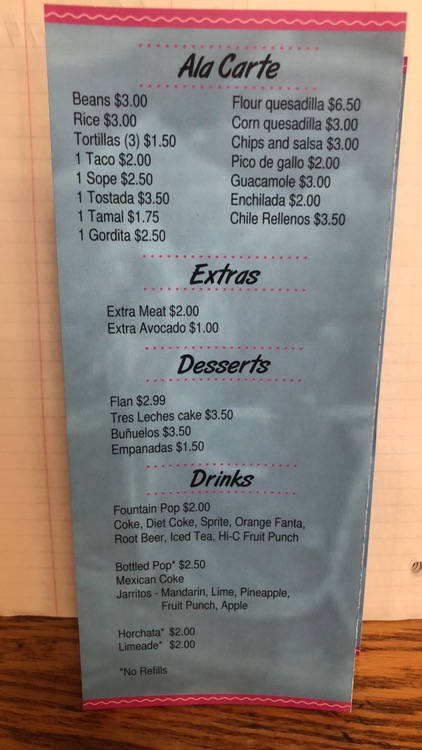 Ala Carte
Beans $3.00
Rice $3.00
Tortillas (3) $1.50
1 Taco $2.00
1 Sope $2.50
1 Tostada $3.50
1 Tamal $1.75
1 Gordita $2.50
Flour quesadilla $6.50
Corn quesadilla $3.00
Chips and salsa $3.00
Pico de gallo $2.00
Guacamole $3.00
Enchilada $2.00
Chile Rellenos $3.50
Extras
Extra Meat $2.00
Extra Avocado $1.00
Desserts
Flan $2.99
Tres Leches cake $3.50
Buñuelos $3.50
Empanadas $1.50
Drinks
Fountain Pop $2.00
Coke, Diet Coke, Sprite, Orange Fanta,
Root Beer, Iced Tea, Hi-C Fruit Punch
Bottled Pop* $2.50
Mexican Coke
Jarritos - Mandarin, Lime, Pineapple,
Fruit Punch, Apple
Horchata* $2.00
Limeade* $2.00
*No Refills